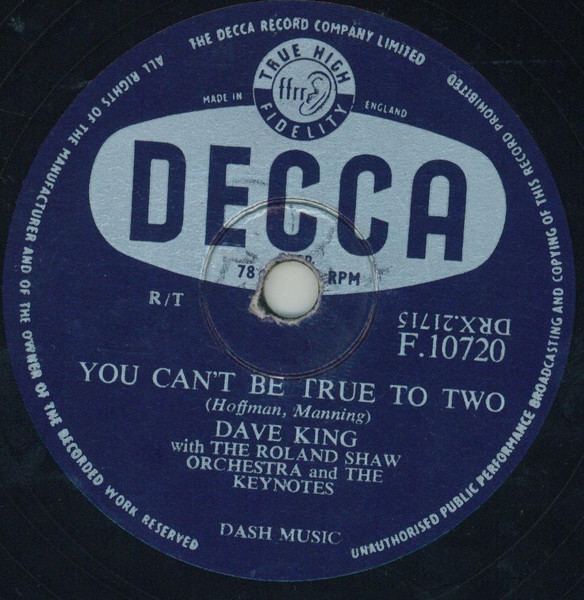 ALL RIGHTS OF THE MANUFACTURER AND OF THE OWNER OF THE RECORDED WORK RESERVED
THE DECCA RECORD COMPANY LIMITED
UNAUTHORISED PUBLIC PERFORMANCE BROADCASTING AND COPYING OF THIS RECORD PROHIBITED
TRUE HIGH
ffrr
FIDELITY
MADE IN ENGLAND
DECCA
78 RPM
R/T
DRX.21715
F.10720
YOU CAN'T BE TRUE TO TWO
(Hoffman, Manning)
DAVE KING
with THE ROLAND SHAW
ORCHESTRA and THE
KEYNOTES
DASH MUSIC